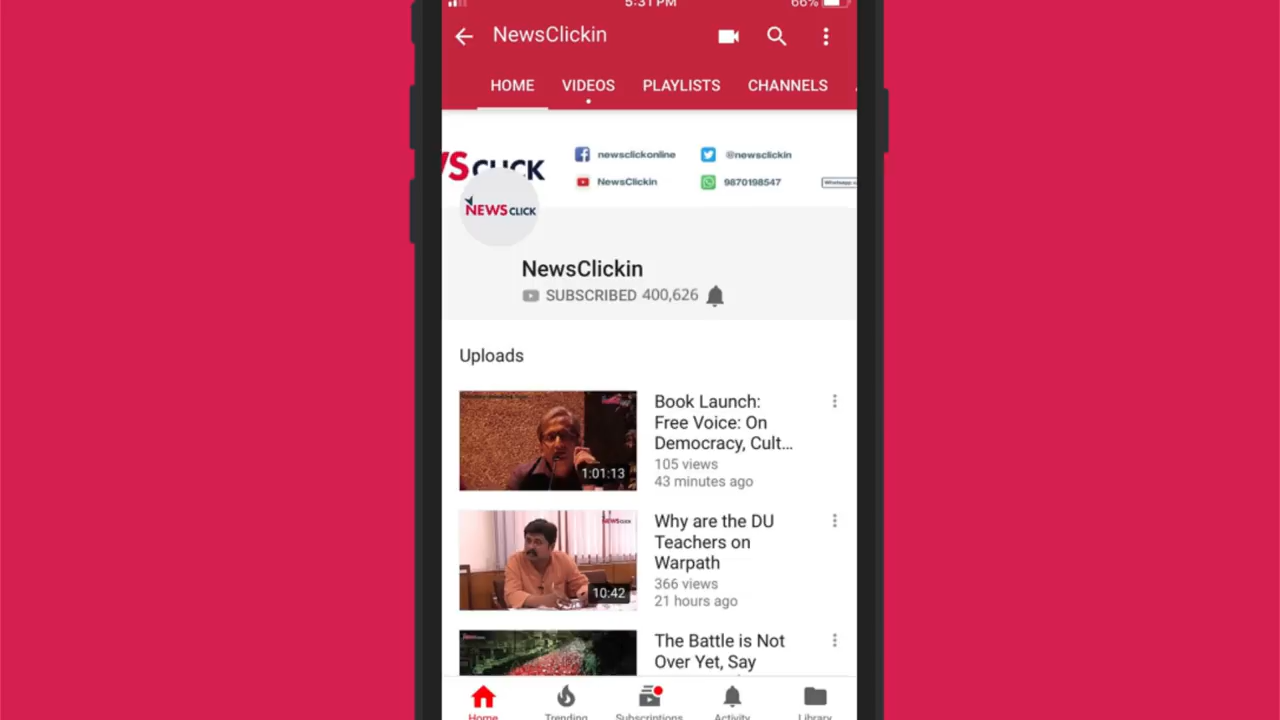 5:31 PM
66%
NewsClickin
HOME VIDEOS PLAYLISTS CHANNELS
WS CLICK
newsclickonline @newsclickin
NewsClickin 9870198547
NEWS CLICK
NewsClickin
SUBSCRIBED 400,626
Uploads
Book Launch:
Free Voice: On
Democracy, Cult...
105 views
43 minutes ago
1:01:13
Why are the DU
Teachers on
Warpath
366 views
21 hours ago
NEWSCLICK
10:42
The Battle is Not
Over Yet, Say
Home Trending Subscriptions Activity Library